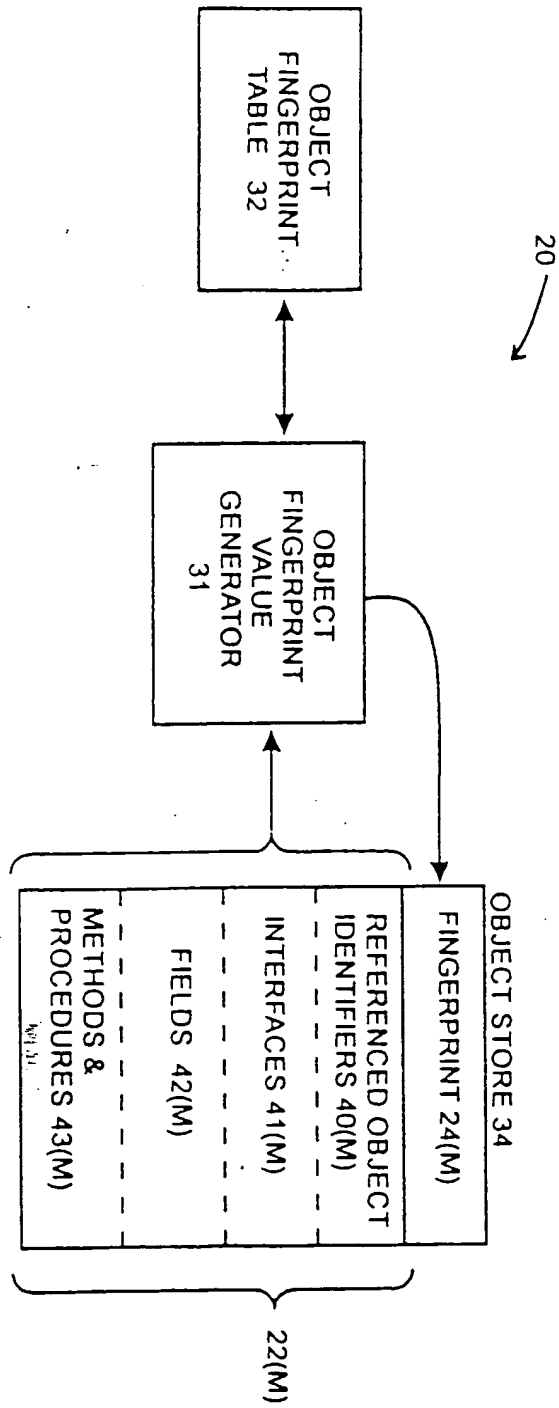 20
OBJECT
FINGERPRINT
TABLE 32
OBJECT
FINGERPRINT
VALUE
GENERATOR
31
OBJECT STORE 34
FINGERPRINT 24(M)
REFERENCED OBJECT
IDENTIFIERS 40(M)
INTERFACES 41(M)
FIELDS 42(M)
METHODS &
PROCEDURES 43(M)
22(M)